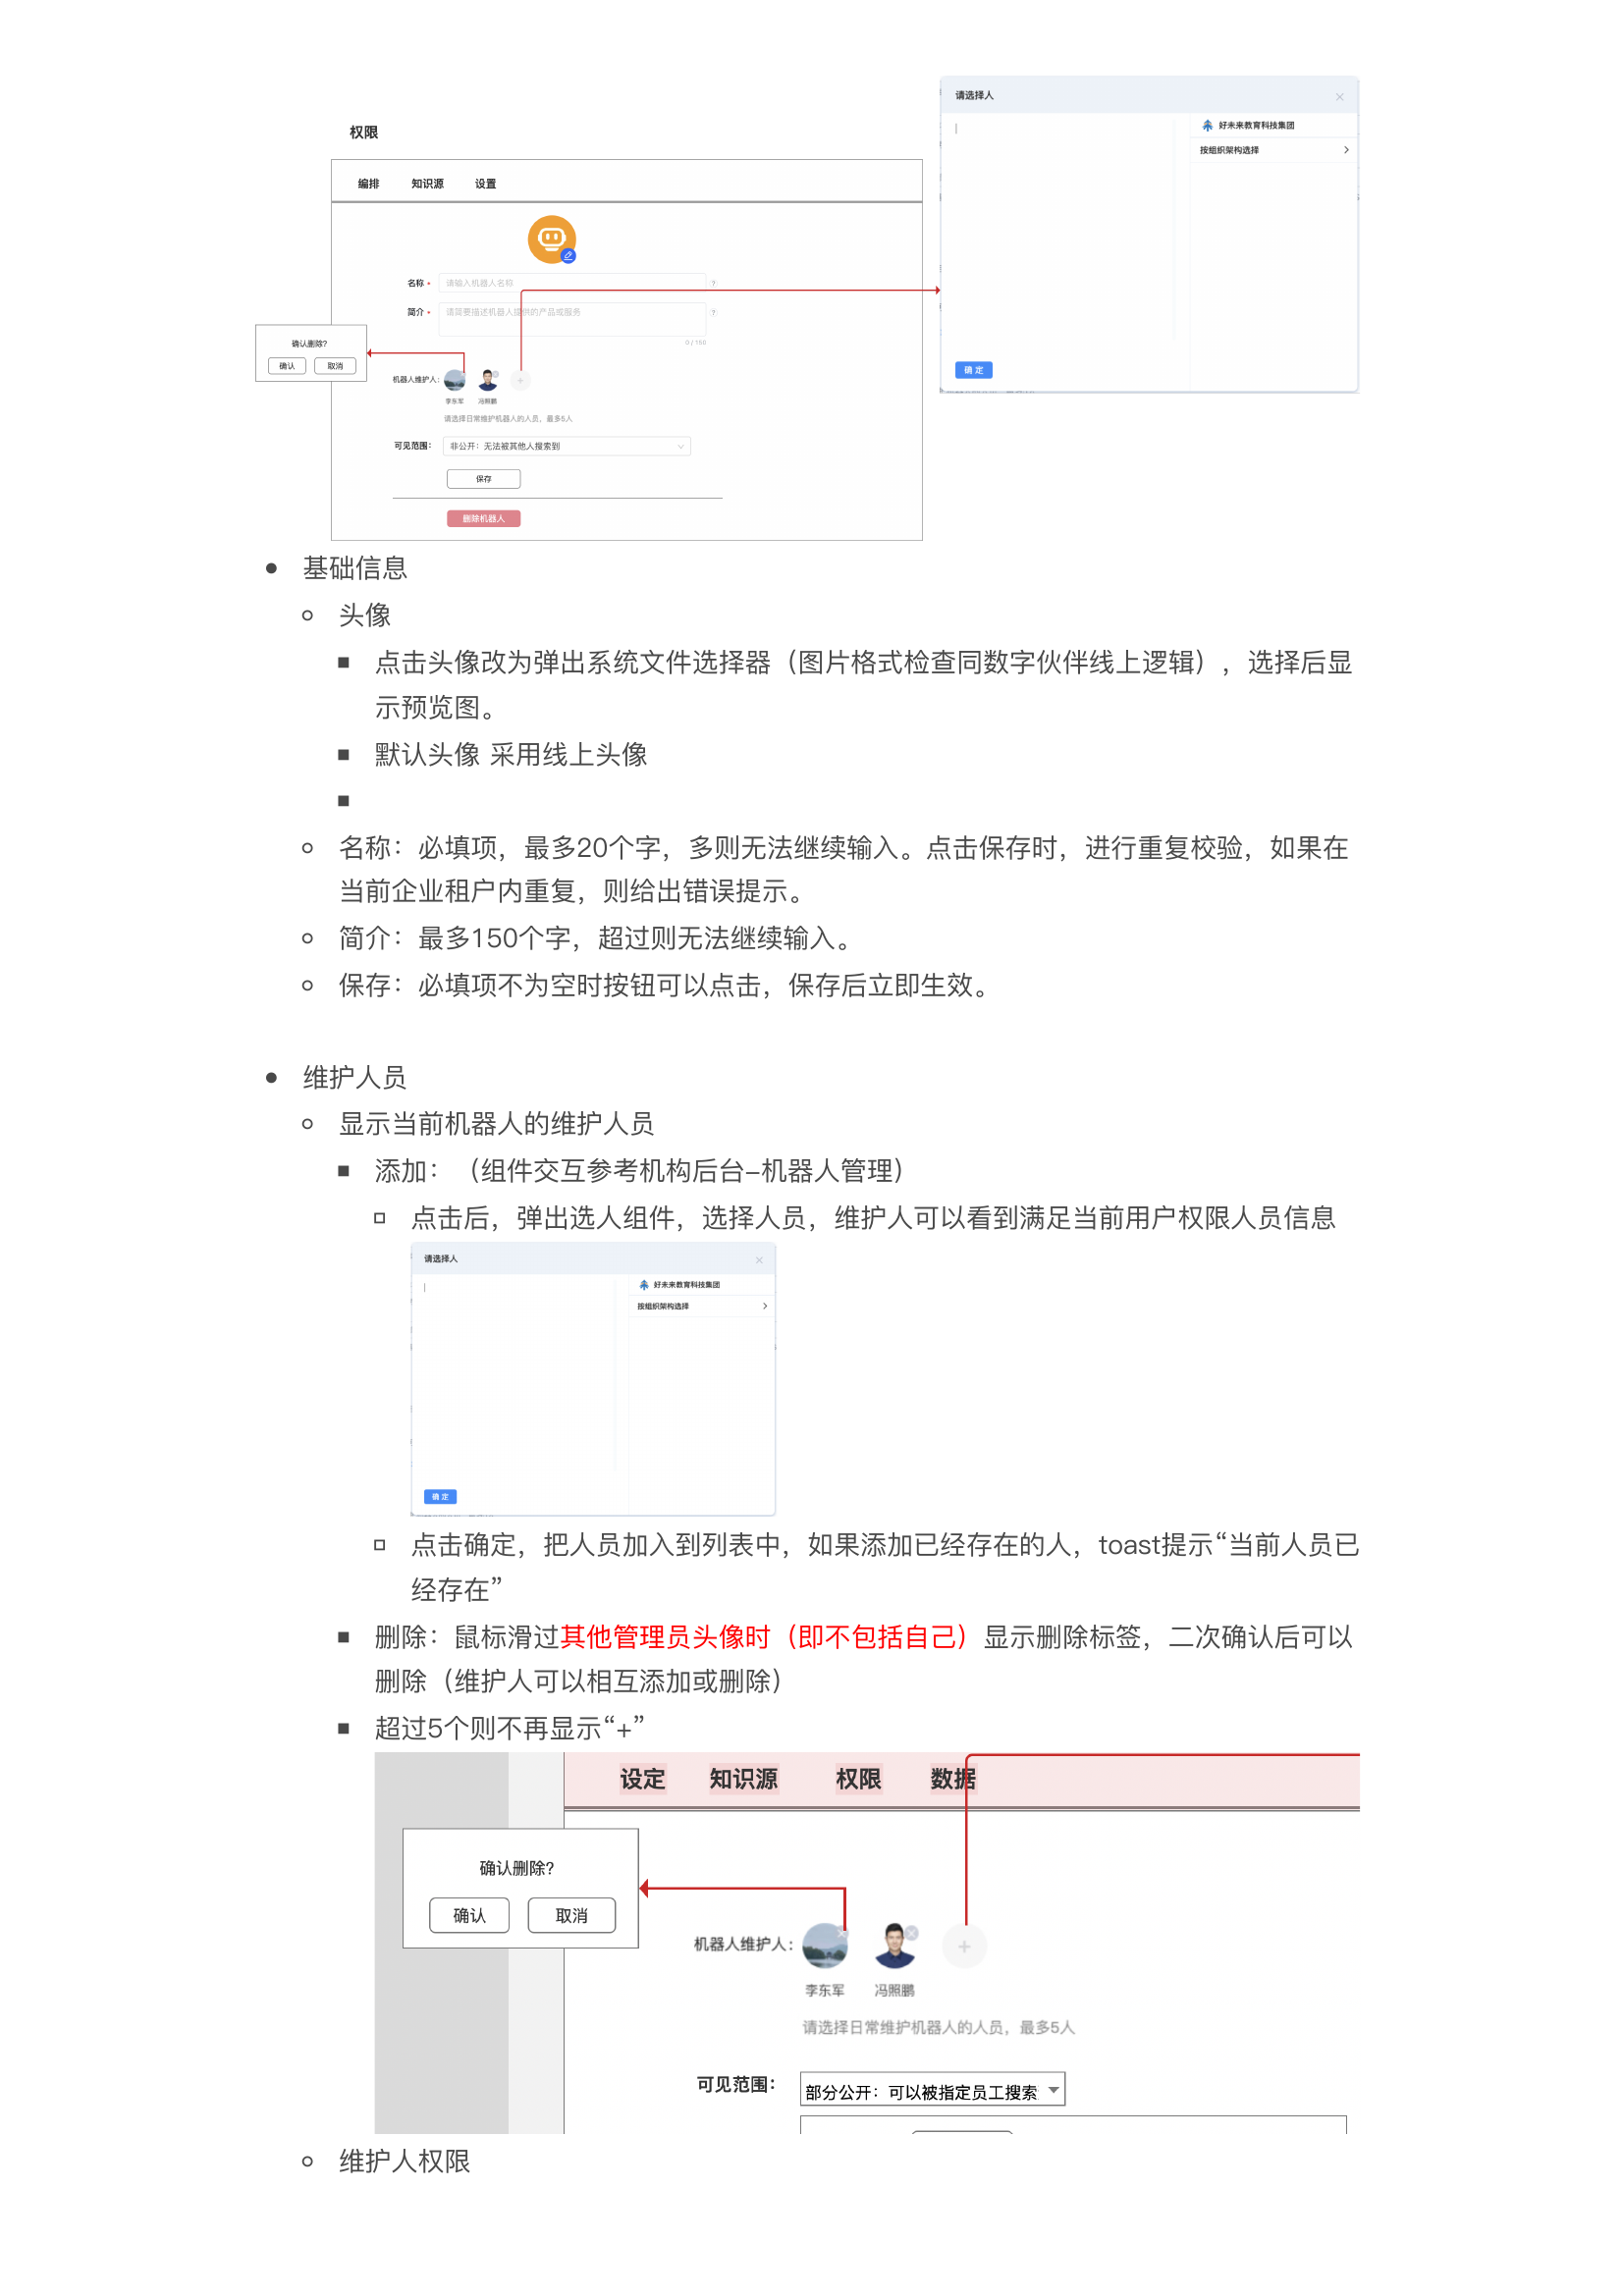 请选择人
好未来教育科技集团
按组织架构选择
确 定
权限
编排 知识源 设置
名称 * 请输入机器人名称 ?
简介 * 请简要描述机器人提供的产品或服务 ?
0 / 150
确认删除?
确认 取消
机器人维护人: +
李东军 冯照鹏
请选择日常维护机器人的人员，最多5人
可见范围: 非公开：无法被其他人搜索到
保存
删除机器人
基础信息
头像
点击头像改为弹出系统文件选择器（图片格式检查同数字伙伴线上逻辑），选择后显
示预览图。
默认头像 采用线上头像
名称：必填项，最多20个字，多则无法继续输入。点击保存时，进行重复校验，如果在
当前企业租户内重复，则给出错误提示。
简介：最多150个字，超过则无法继续输入。
保存：必填项不为空时按钮可以点击，保存后立即生效。
维护人员
显示当前机器人的维护人员
添加：（组件交互参考机构后台–机器人管理）
点击后，弹出选人组件，选择人员，维护人可以看到满足当前用户权限人员信息
请选择人
好未来教育科技集团
按组织架构选择
确 定
点击确定，把人员加入到列表中，如果添加已经存在的人，toast提示“当前人员已
经存在”
删除：鼠标滑过其他管理员头像时（即不包括自己）显示删除标签，二次确认后可以
删除（维护人可以相互添加或删除）
超过5个则不再显示“+”
设定 知识源 权限 数据
确认删除?
确认 取消
机器人维护人: +
李东军 冯照鹏
请选择日常维护机器人的人员，最多5人
可见范围: 部分公开：可以被指定员工搜索
维护人权限